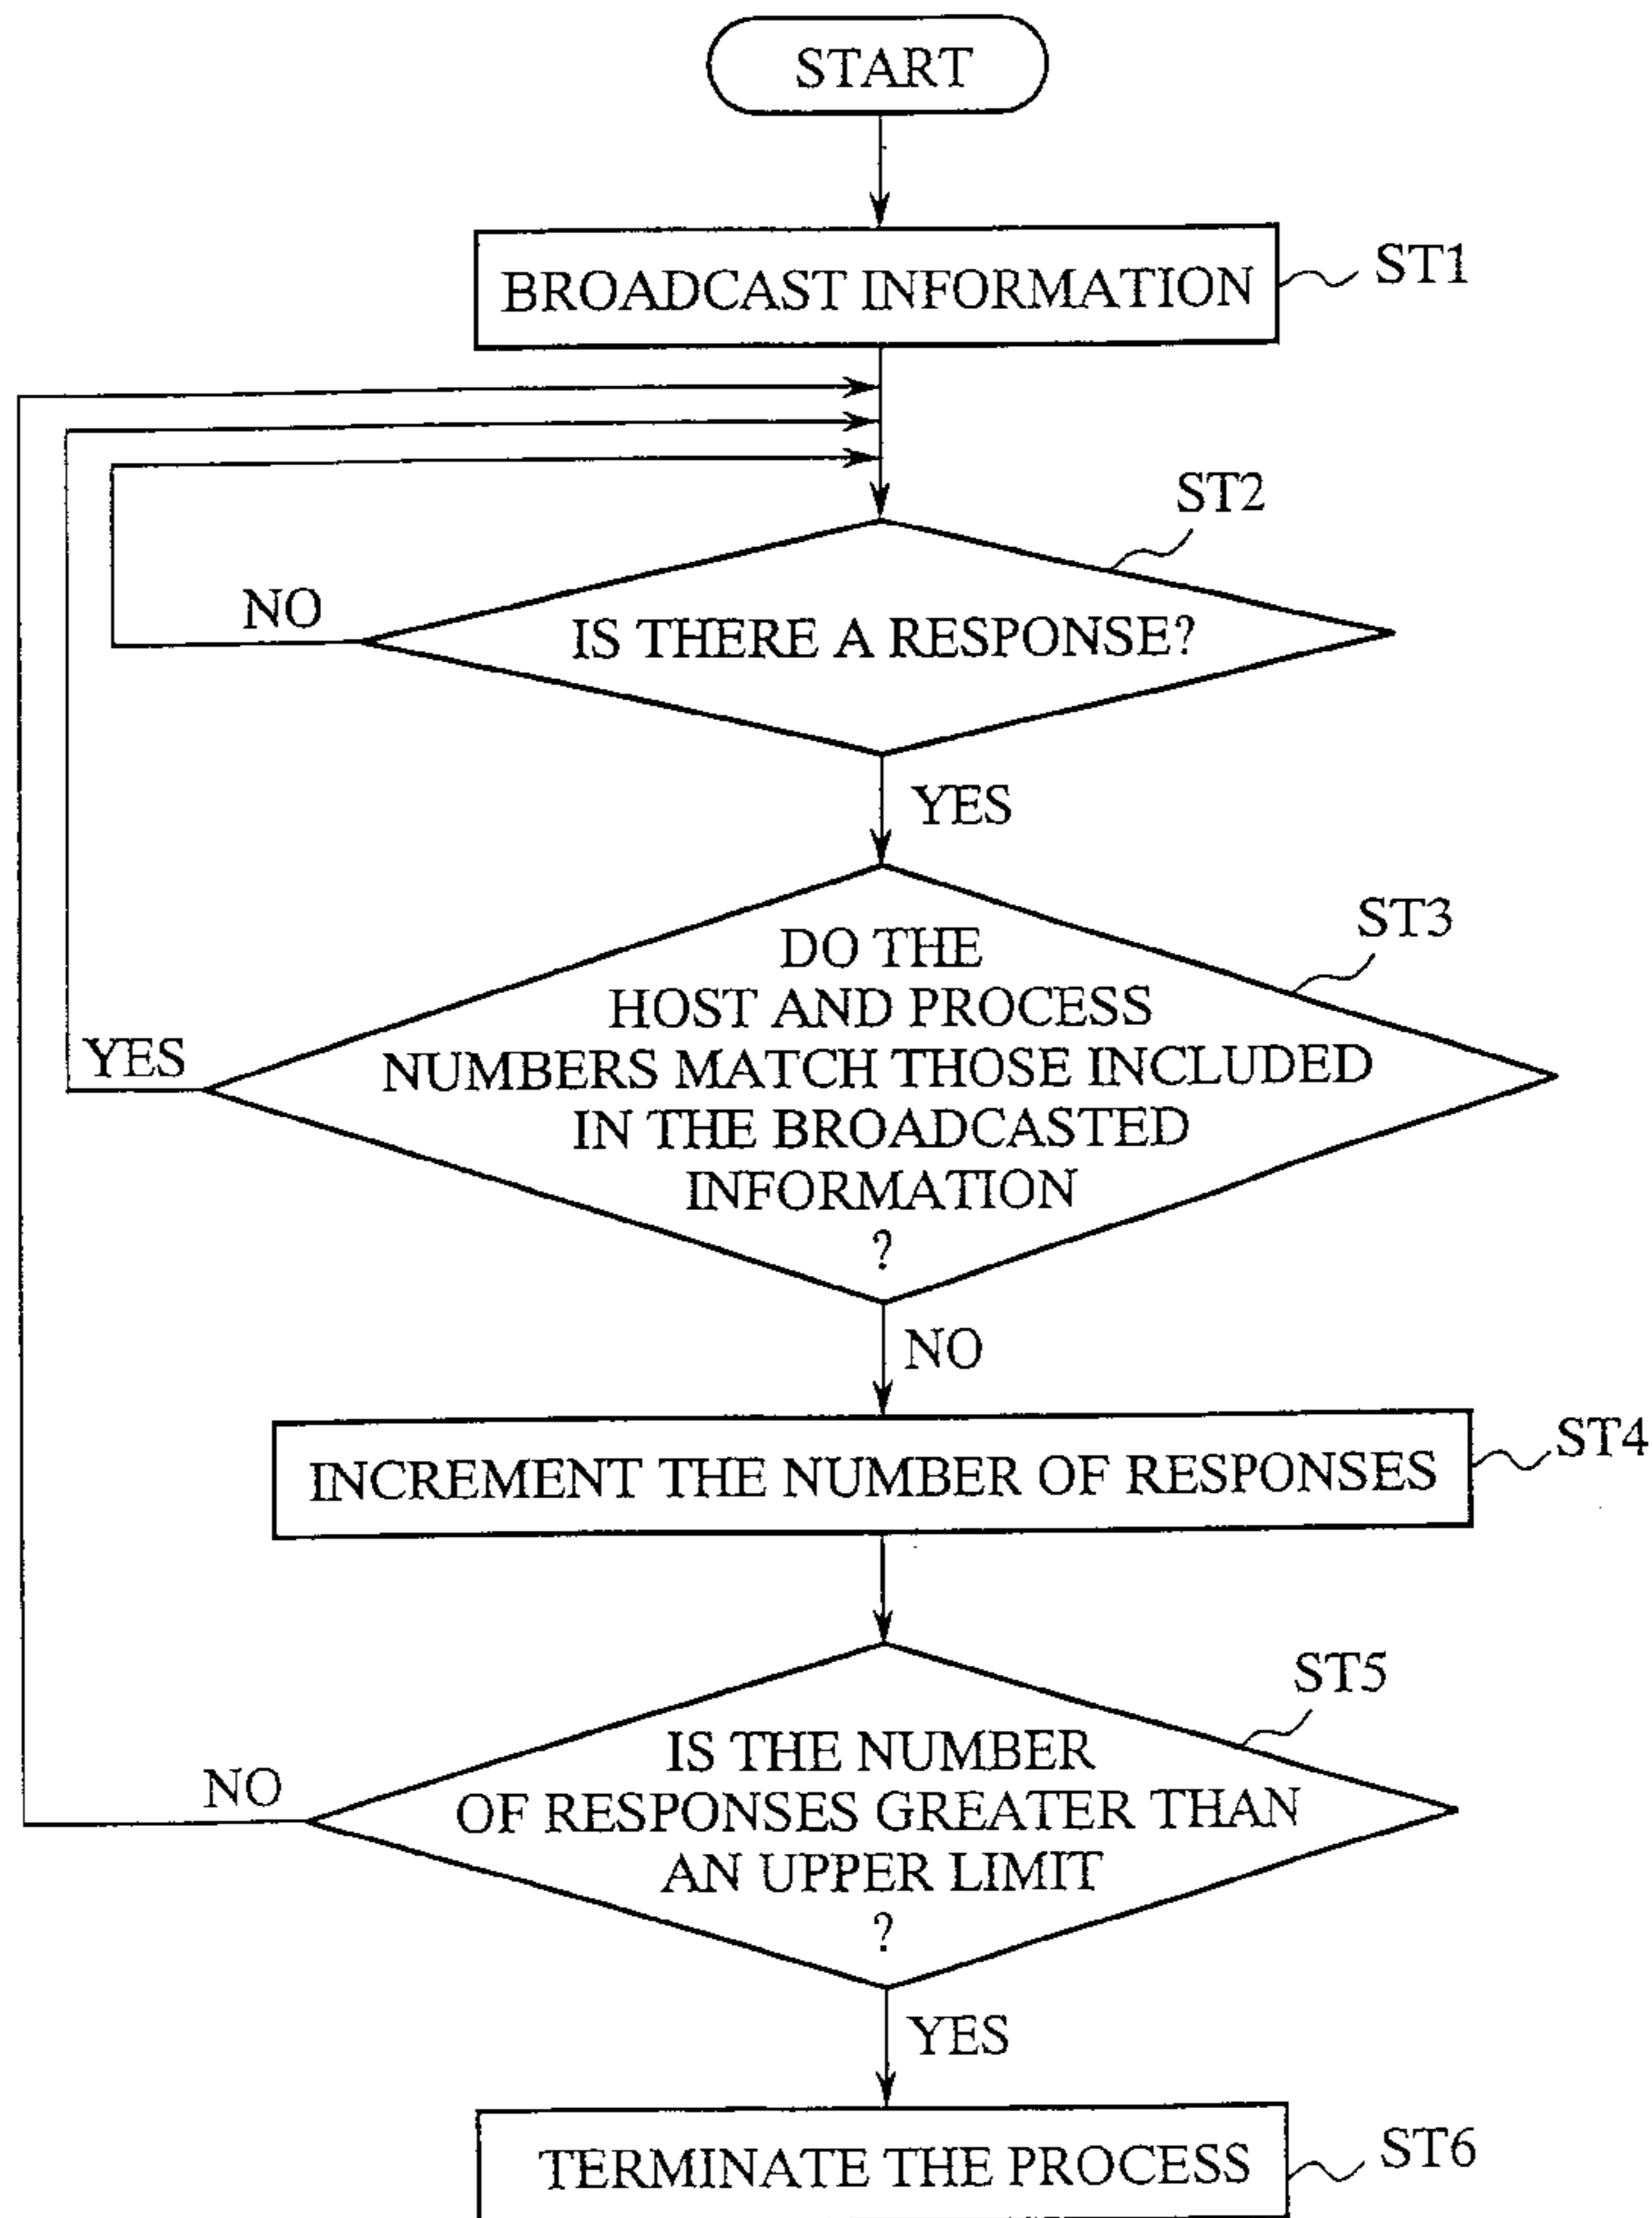 START
BROADCAST INFORMATION
ST1
ST2
NO
IS THERE A RESPONSE?
YES
ST3
DO THE
HOST AND PROCESS
NUMBERS MATCH THOSE INCLUDED
IN THE BROADCASTED
INFORMATION
?
YES
NO
INCREMENT THE NUMBER OF RESPONSES
ST4
ST5
IS THE NUMBER
OF RESPONSES GREATER THAN
AN UPPER LIMIT
?
NO
YES
TERMINATE THE PROCESS
ST6